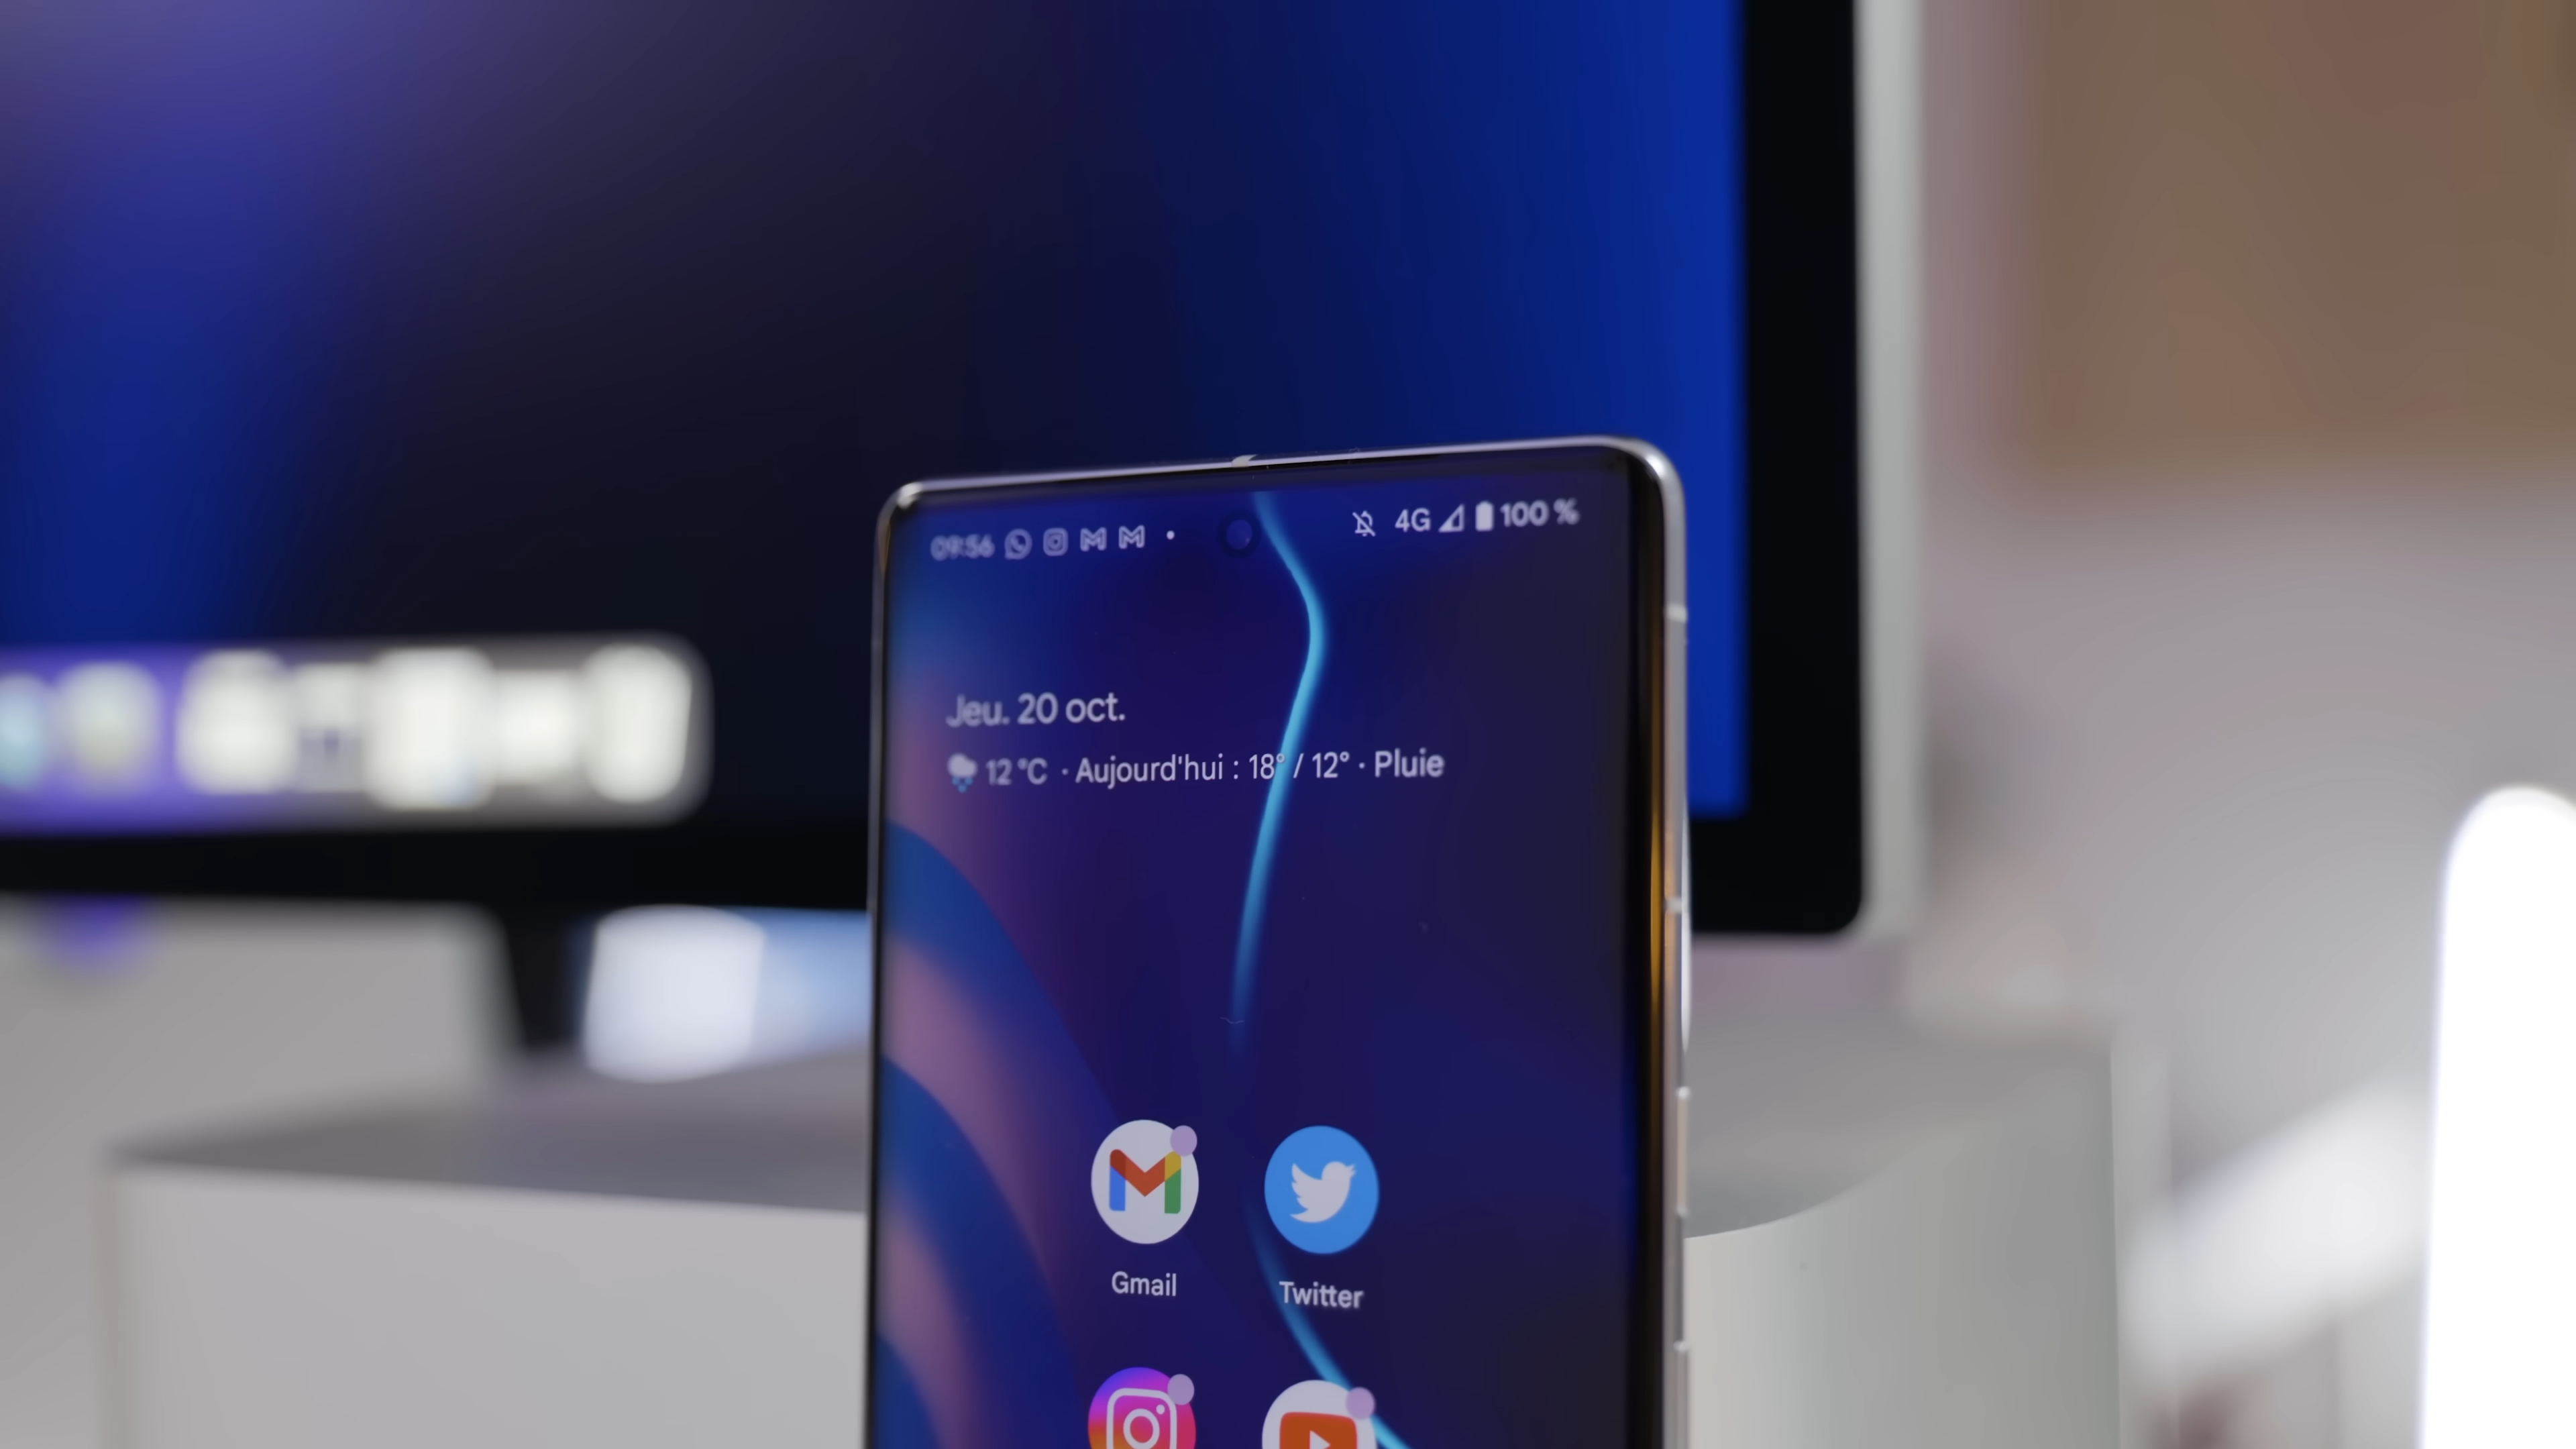 09:56
4G 100 %
Jeu. 20 oct.
12 °C · Aujourd'hui : 18° / 12° · Pluie
Gmail
Twitter